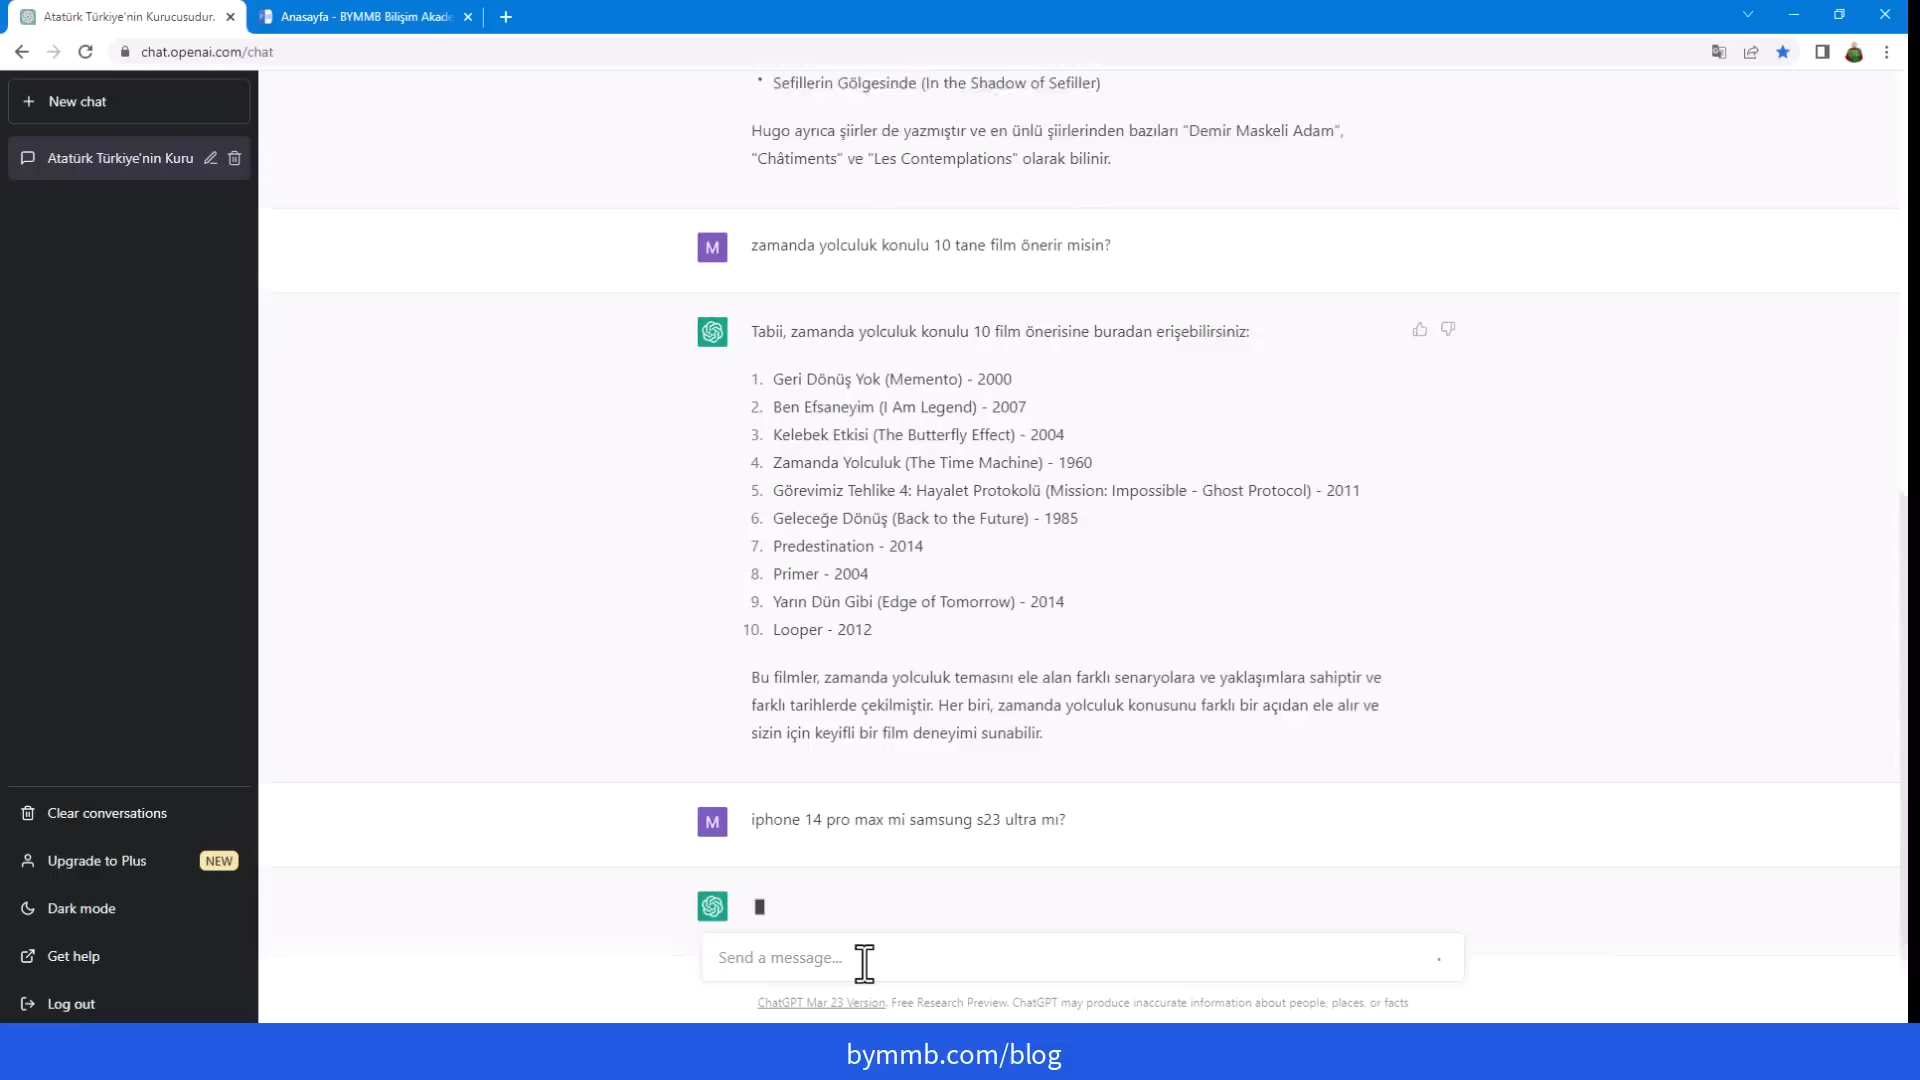 Atatürk Türkiye'nin Kurucusudur.
Anasayfa - BYMMB Bilişim Akade
chat.openai.com/chat
New chat
Atatürk Türkiye'nin Kuru
Clear conversations
Upgrade to Plus NEW
Dark mode
Get help
Log out
• Sefillerin Gölgesinde (In the Shadow of Sefiller)
Hugo ayrıca şiirler de yazmıştır ve en ünlü şiirlerinden bazıları "Demir Maskeli Adam",
"Châtiments" ve "Les Contemplations" olarak bilinir.
M zamanda yolculuk konulu 10 tane film önerir misin?
Tabii, zamanda yolculuk konulu 10 film önerisine buradan erişebilirsiniz:
1. Geri Dönüş Yok (Memento) - 2000
2. Ben Efsaneyim (I Am Legend) - 2007
3. Kelebek Etkisi (The Butterfly Effect) - 2004
4. Zamanda Yolculuk (The Time Machine) - 1960
5. Görevimiz Tehlike 4: Hayalet Protokolü (Mission: Impossible - Ghost Protocol) - 2011
6. Geleceğe Dönüş (Back to the Future) - 1985
7. Predestination - 2014
8. Primer - 2004
9. Yarın Dün Gibi (Edge of Tomorrow) - 2014
10. Looper - 2012
Bu filmler, zamanda yolculuk temasını ele alan farklı senaryolara ve yaklaşımlara sahiptir ve
farklı tarihlerde çekilmiştir. Her biri, zamanda yolculuk konusunu farklı bir açıdan ele alır ve
sizin için keyifli bir film deneyimi sunabilir.
M iphone 14 pro max mi samsung s23 ultra mı?
Send a message...
ChatGPT Mar 23 Version. Free Research Preview. ChatGPT may produce inaccurate information about people, places, or facts
bymmb.com/blog